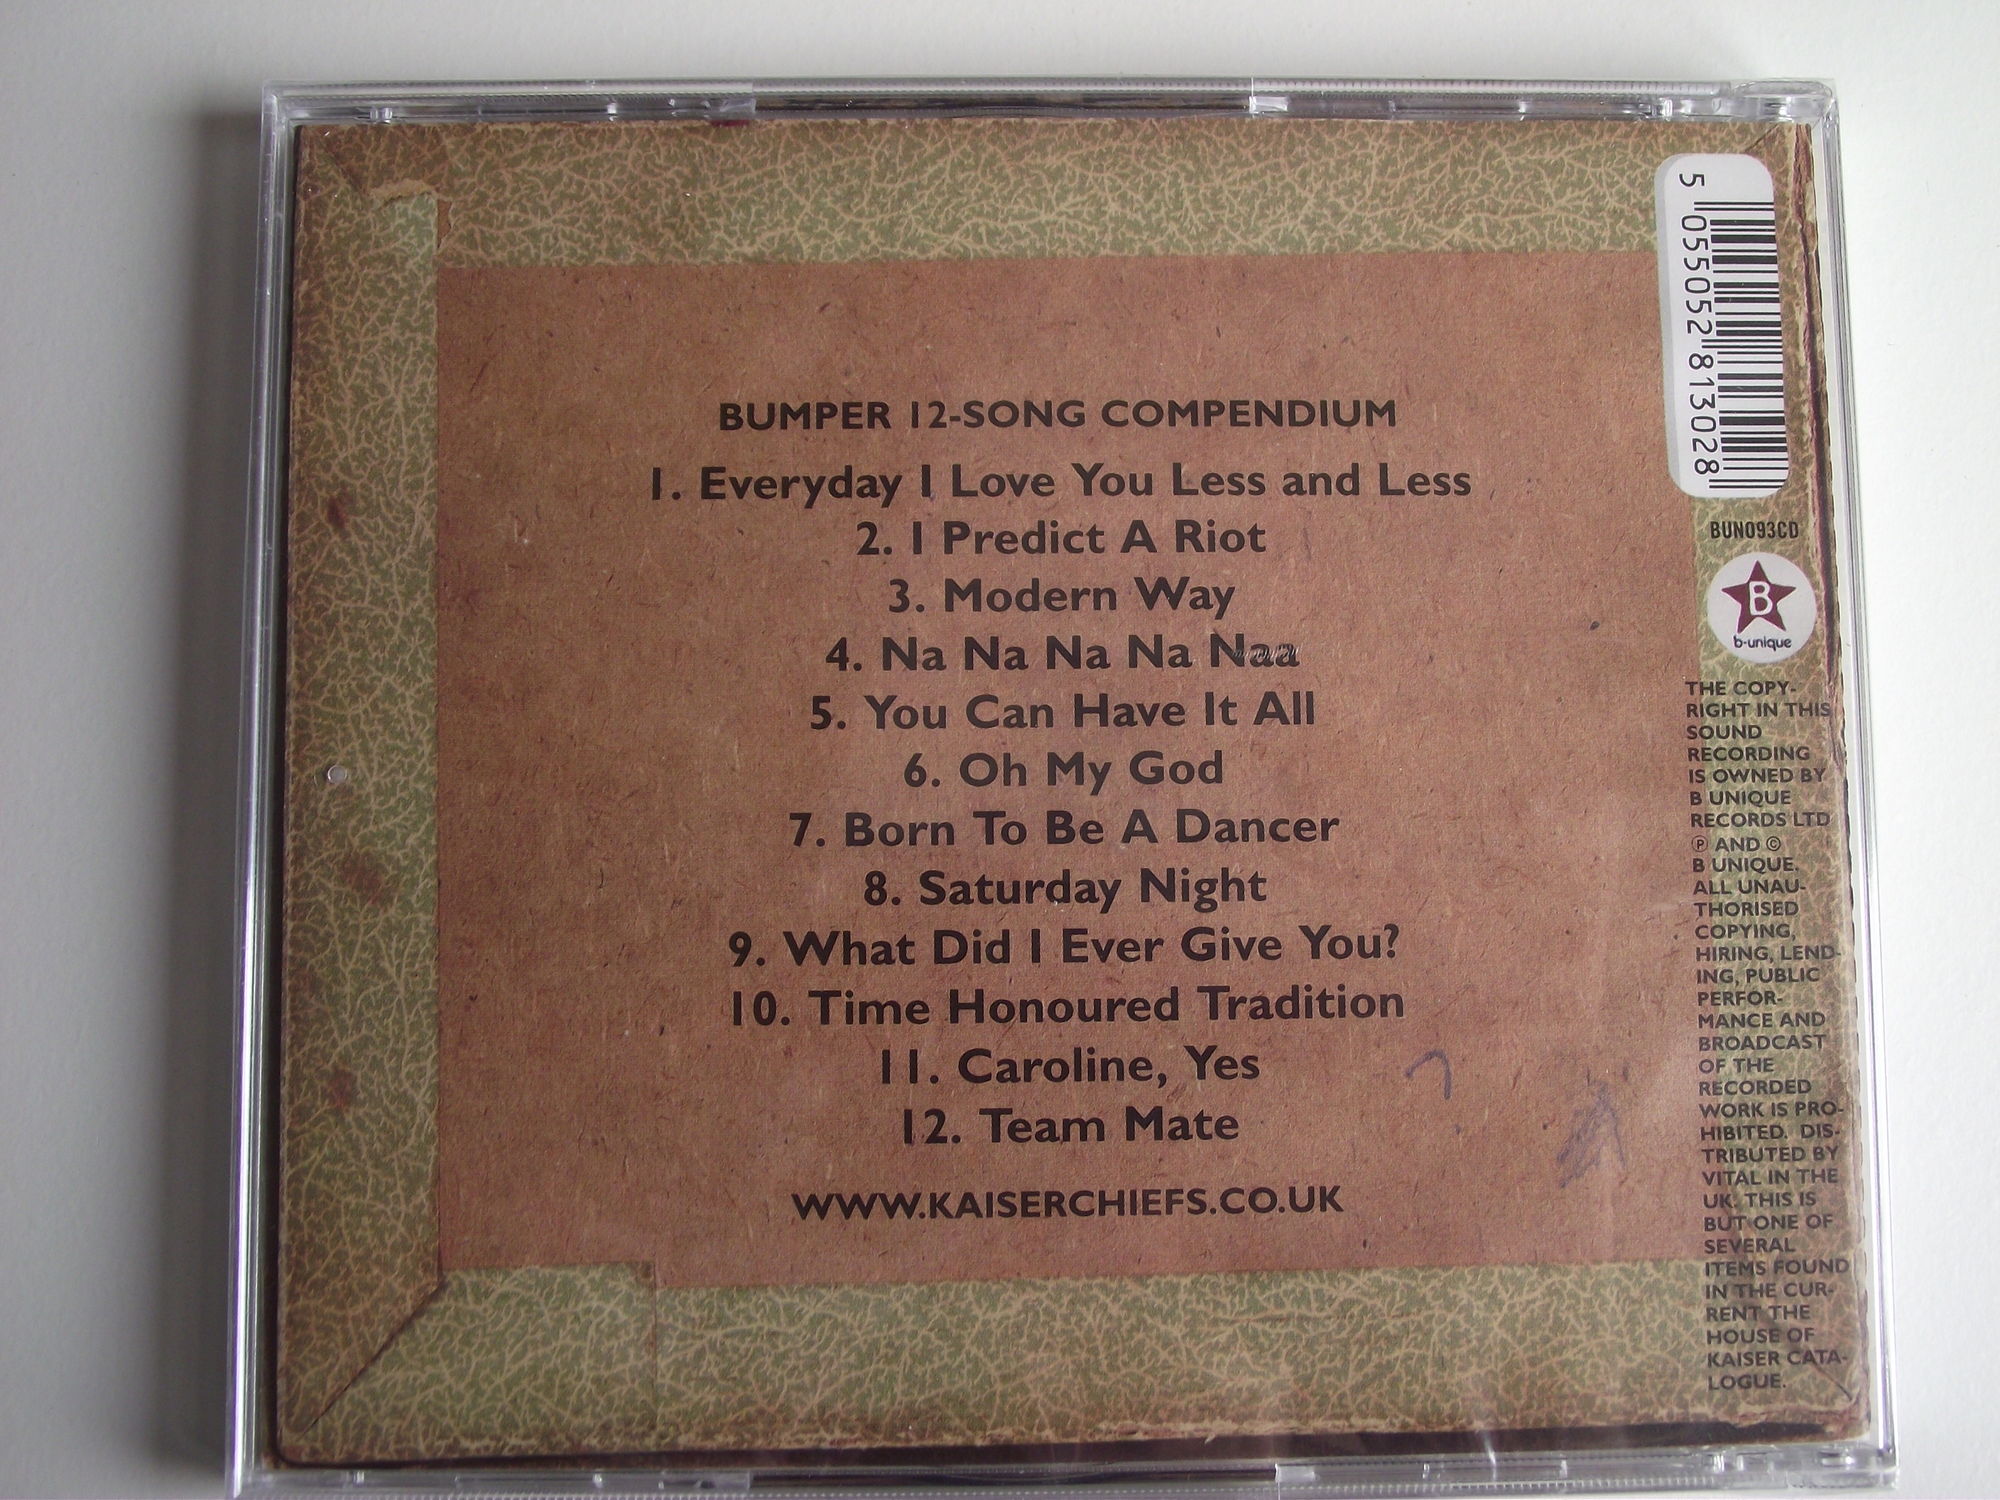 BUMPER 12-SONG COMPENDIUM
1. Everyday I Love You Less and Less
2. I Predict A Riot
3. Modern Way
4. Na Na Na Na Naa
5. You Can Have It All
6. Oh My God
7. Born To Be A Dancer
8. Saturday Night
9. What Did I Ever Give You?
10. Time Honoured Tradition
11. Caroline, Yes
12. Team Mate
WWW.KAISERCHIEFS.CO.UK
5 055052 813028
BUN093CD
B
b-unique
THE COPY-
RIGHT IN THIS
SOUND
RECORDING
IS OWNED BY
B UNIQUE
RECORDS LTD
℗ AND ©
B UNIQUE.
ALL UNAU-
THORISED
COPYING,
HIRING, LEND-
ING, PUBLIC
PERFOR-
MANCE AND
BROADCAST
OF THE
RECORDED
WORK IS PRO-
HIBITED. DIS-
TRIBUTED BY
VITAL IN THE
UK. THIS IS
BUT ONE OF
SEVERAL
ITEMS FOUND
IN THE CUR-
RENT THE
HOUSE OF
KAISER CATA-
LOGUE.